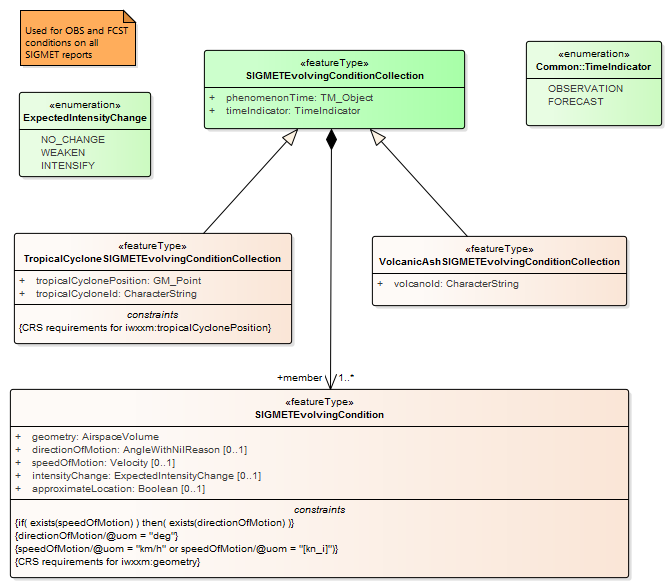 Used for OBS and FCST
conditions on all
SIGMET reports
«enumeration»
ExpectedIntensityChange
NO_CHANGE
WEAKEN
INTENSIFY
«featureType»
SIGMETEvolvingConditionCollection
+ phenomenonTime: TM_Object
+ timeIndicator: TimeIndicator
«enumeration»
Common::TimeIndicator
OBSERVATION
FORECAST
«featureType»
TropicalCycloneSIGMETEvolvingConditionCollection
+ tropicalCyclonePosition: GM_Point
+ tropicalCycloneId: CharacterString
constraints
{CRS requirements for iwxxm:tropicalCyclonePosition}
«featureType»
VolcanicAshSIGMETEvolvingConditionCollection
+ volcanoId: CharacterString
+member 1..*
«featureType»
SIGMETEvolvingCondition
+ geometry: AirspaceVolume
+ directionOfMotion: AngleWithNilReason [0..1]
+ speedOfMotion: Velocity [0..1]
+ intensityChange: ExpectedIntensityChange [0..1]
+ approximateLocation: Boolean [0..1]
constraints
{if( exists(speedOfMotion) ) then( exists(directionOfMotion) )}
{directionOfMotion/@uom = "deg"}
{speedOfMotion/@uom = "km/h" or speedOfMotion/@uom = "[kn_i]")}
{CRS requirements for iwxxm:geometry}